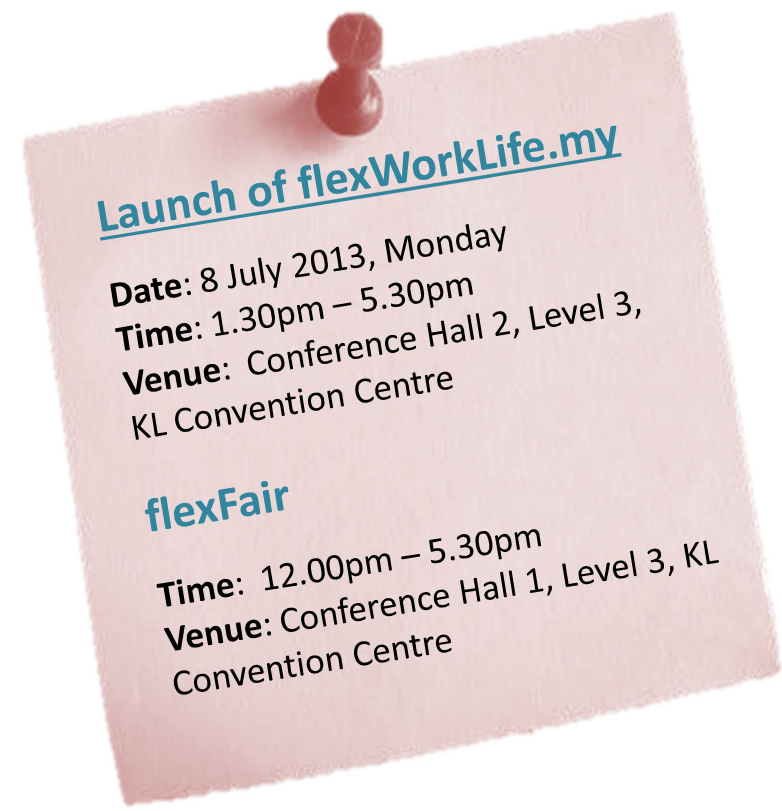 Launch of flexWorkLife.my
Date: 8 July 2013, Monday
Time: 1.30pm – 5.30pm
Venue:  Conference Hall 2, Level 3,
KL Convention Centre
flexFair
Time:  12.00pm – 5.30pm
Venue: Conference Hall 1, Level 3, KL
Convention Centre